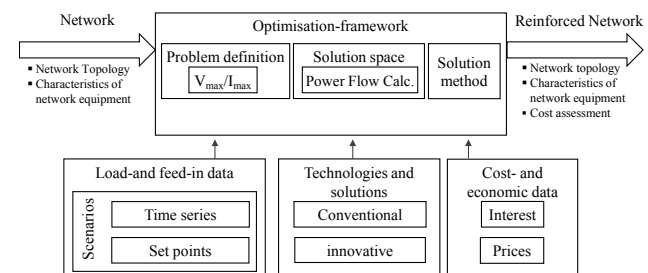 Network
Optimisation-framework
Reinforced Network
Problem definition
V_max/I_max
Solution space
Power Flow Calc.
Solution
method
▪ Network Topology
▪ Characteristics of
network equipment
▪ Network topology
▪ Characteristics of
network equipment
▪ Cost assessment
Load-and feed-in data
Scenarios
Time series
Set points
Technologies and
solutions
Conventional
innovative
Cost- and
economic data
Interest
Prices